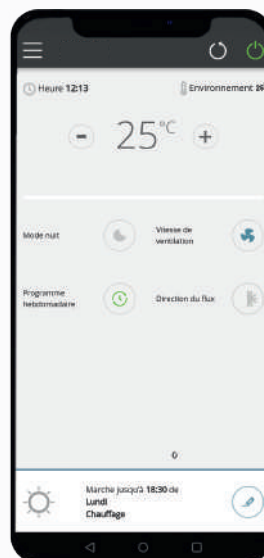 Heure 12:13
Environnement 26
25°C
Mode nuit
Vitesse de
ventilation
Programme
hebdomadaire
Direction du flux
Marche jusqu'à 18:30 de
Lundi
Chauffage